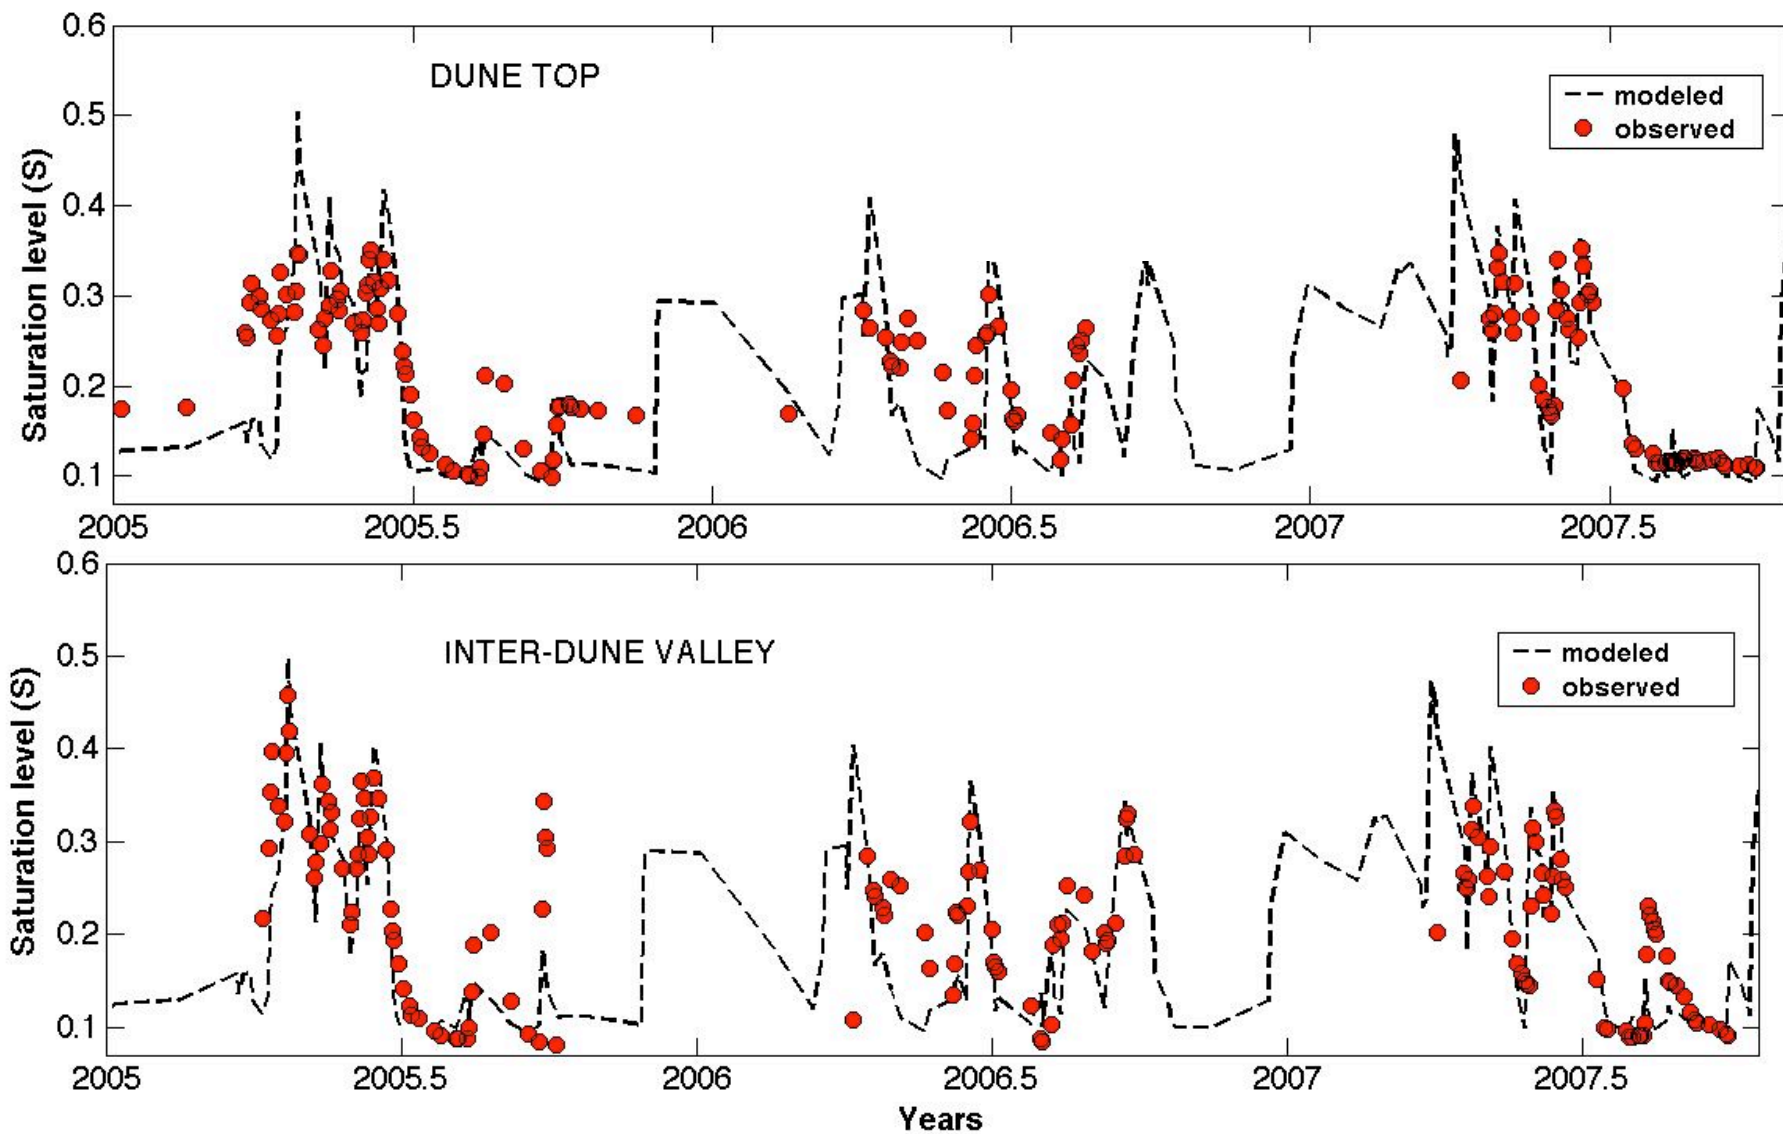 0.6
0.5
0.4
0.3
0.2
0.1
Saturation level (S)
DUNE TOP
modeled
observed
2005 2005.5 2006 2006.5 2007 2007.5
0.6
0.5
0.4
0.3
0.2
0.1
Saturation level (S)
INTER-DUNE VALLEY
modeled
observed
2005 2005.5 2006 2006.5 2007 2007.5
Years